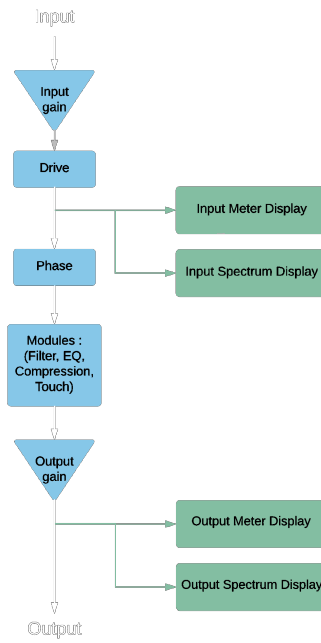 Input
Input
gain
Drive
Input Meter Display
Input Spectrum Display
Phase
Modules :
(Filter, EQ,
Compression,
Touch)
Output
gain
Output Meter Display
Output Spectrum Display
Output